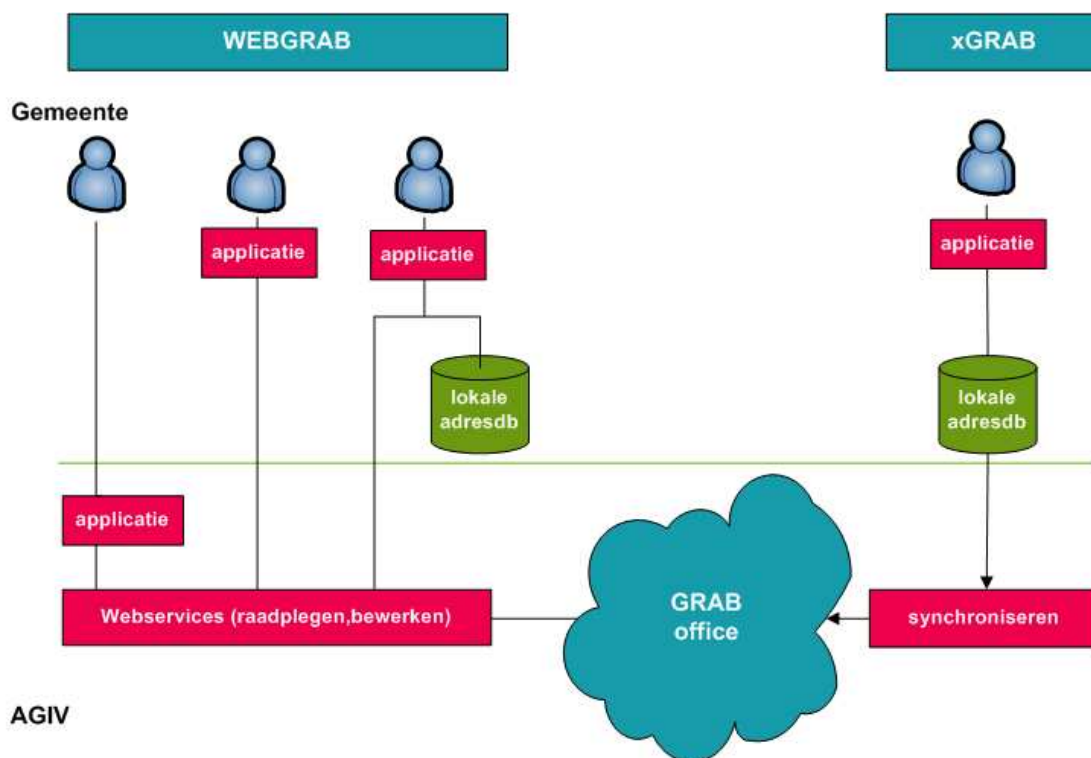 WEBGRAB
xGRAB
Gemeente
applicatie
applicatie
applicatie
lokale
adresdb
lokale
adresdb
applicatie
Webservices (raadplegen,bewerken)
GRAB
office
synchroniseren
AGIV